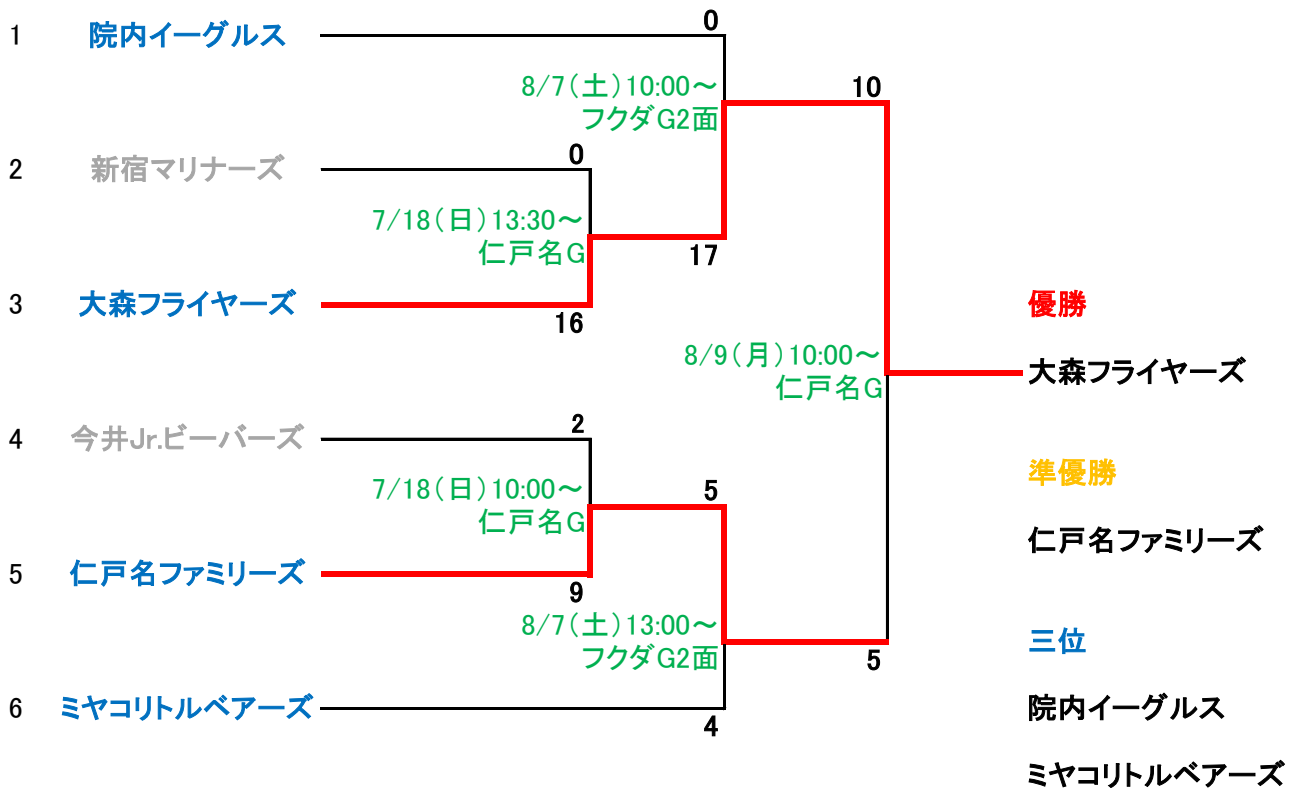 1 院内イーグルス 0
8/7(土)10:00～
フクダG2面
10
2 新宿マリナーズ 0
7/18(日)13:30～
仁戸名G
17
3 大森フライヤーズ
16
優勝
8/9(月)10:00～
仁戸名G
大森フライヤーズ
4 今井Jr.ビーバーズ 2
7/18(日)10:00～
仁戸名G
5
準優勝
仁戸名ファミリーズ
5 仁戸名ファミリーズ
9
8/7(土)13:00～
フクダG2面
5
三位
6 ミヤコリトルベアーズ
4
院内イーグルス
ミヤコリトルベアーズ